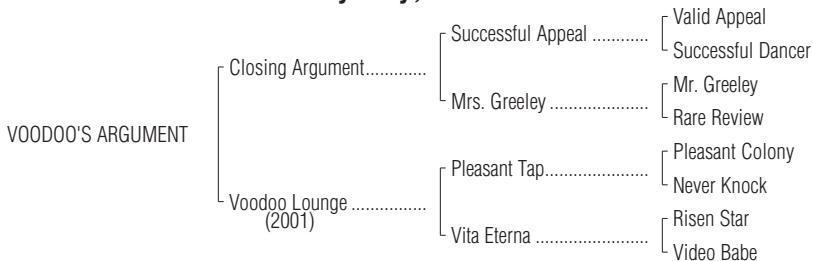 Valid Appeal
Successful Appeal ............
Successful Dancer
Closing Argument.............
Mr. Greeley
Mrs. Greeley .....................
Rare Review
VOODOO'S ARGUMENT
Pleasant Colony
Pleasant Tap......................
Never Knock
Voodoo Lounge ................
(2001)
Risen Star
Vita Eterna ........................
Video Babe